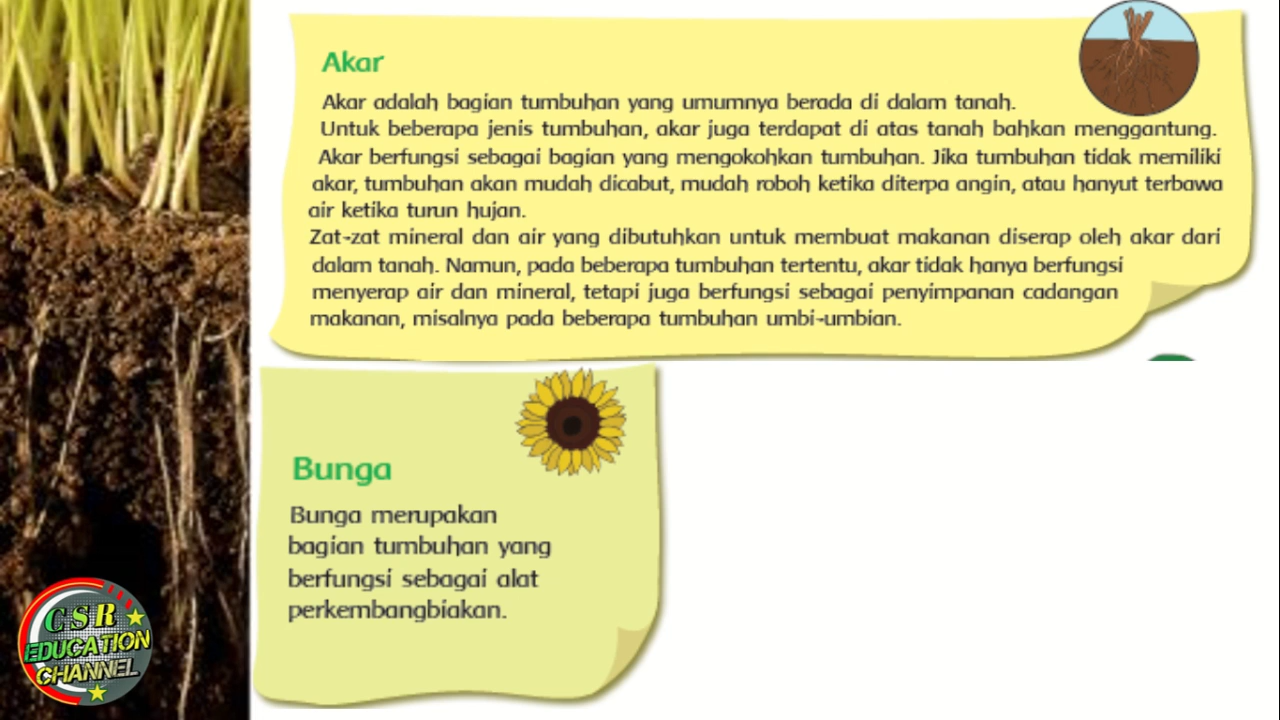 Akar
Akar adalah bagian tumbuhan yang umumnya berada di dalam tanah.
Untuk beberapa jenis tumbuhan, akar juga terdapat di atas tanah bahkan menggantung.
Akar berfungsi sebagai bagian yang mengokohkan tumbuhan. Jika tumbuhan tidak memiliki
akar, tumbuhan akan mudah dicabut, mudah roboh ketika diterpa angin, atau hanyut terbawa
air ketika turun hujan.
Zat-zat mineral dan air yang dibutuhkan untuk membuat makanan diserap oleh akar dari
dalam tanah. Namun, pada beberapa tumbuhan tertentu, akar tidak hanya berfungsi
menyerap air dan mineral, tetapi juga berfungsi sebagai penyimpanan cadangan
makanan, misalnya pada beberapa tumbuhan umbi-umbian.
Bunga
Bunga merupakan
bagian tumbuhan yang
berfungsi sebagai alat
perkembangbiakan.
CSR
EDUCATION
CHANNEL